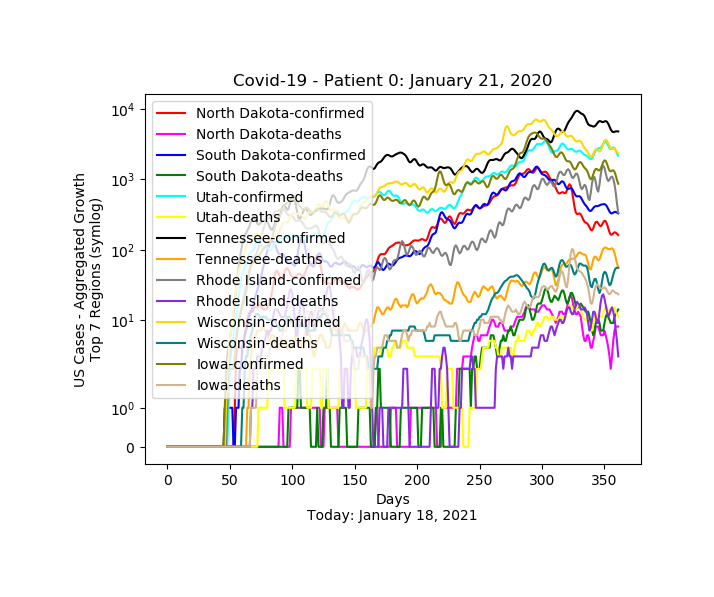 Covid-19 - Patient 0: January 21, 2020
US Cases - Aggregated Growth
Top 7 Regions (symlog)
10^4
10^3
10^2
10^1
10^0
0
North Dakota-confirmed
North Dakota-deaths
South Dakota-confirmed
South Dakota-deaths
Utah-confirmed
Utah-deaths
Tennessee-confirmed
Tennessee-deaths
Rhode Island-confirmed
Rhode Island-deaths
Wisconsin-confirmed
Wisconsin-deaths
Iowa-confirmed
Iowa-deaths
0 50 100 150 200 250 300 350
Days
Today: January 18, 2021